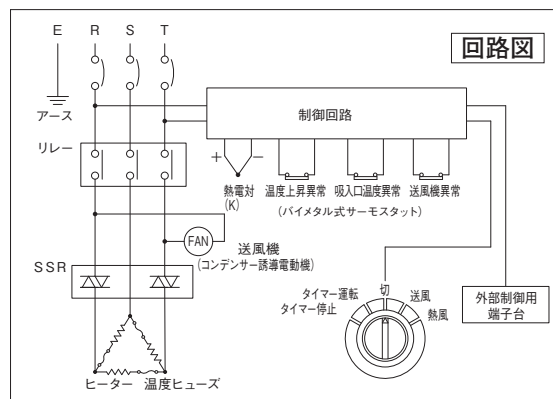 回路図
E R S T
アース
制御回路
リレー
+ −
熱電対
(K)
温度上昇異常 吸入口温度異常 送風機異常
(バイメタル式サーモスタット)
FAN
送風機
(コンデンサー誘導電動機)
SSR
切
タイマー運転 送風
タイマー停止 熱風
外部制御用
端子台
ヒーター 温度ヒューズ